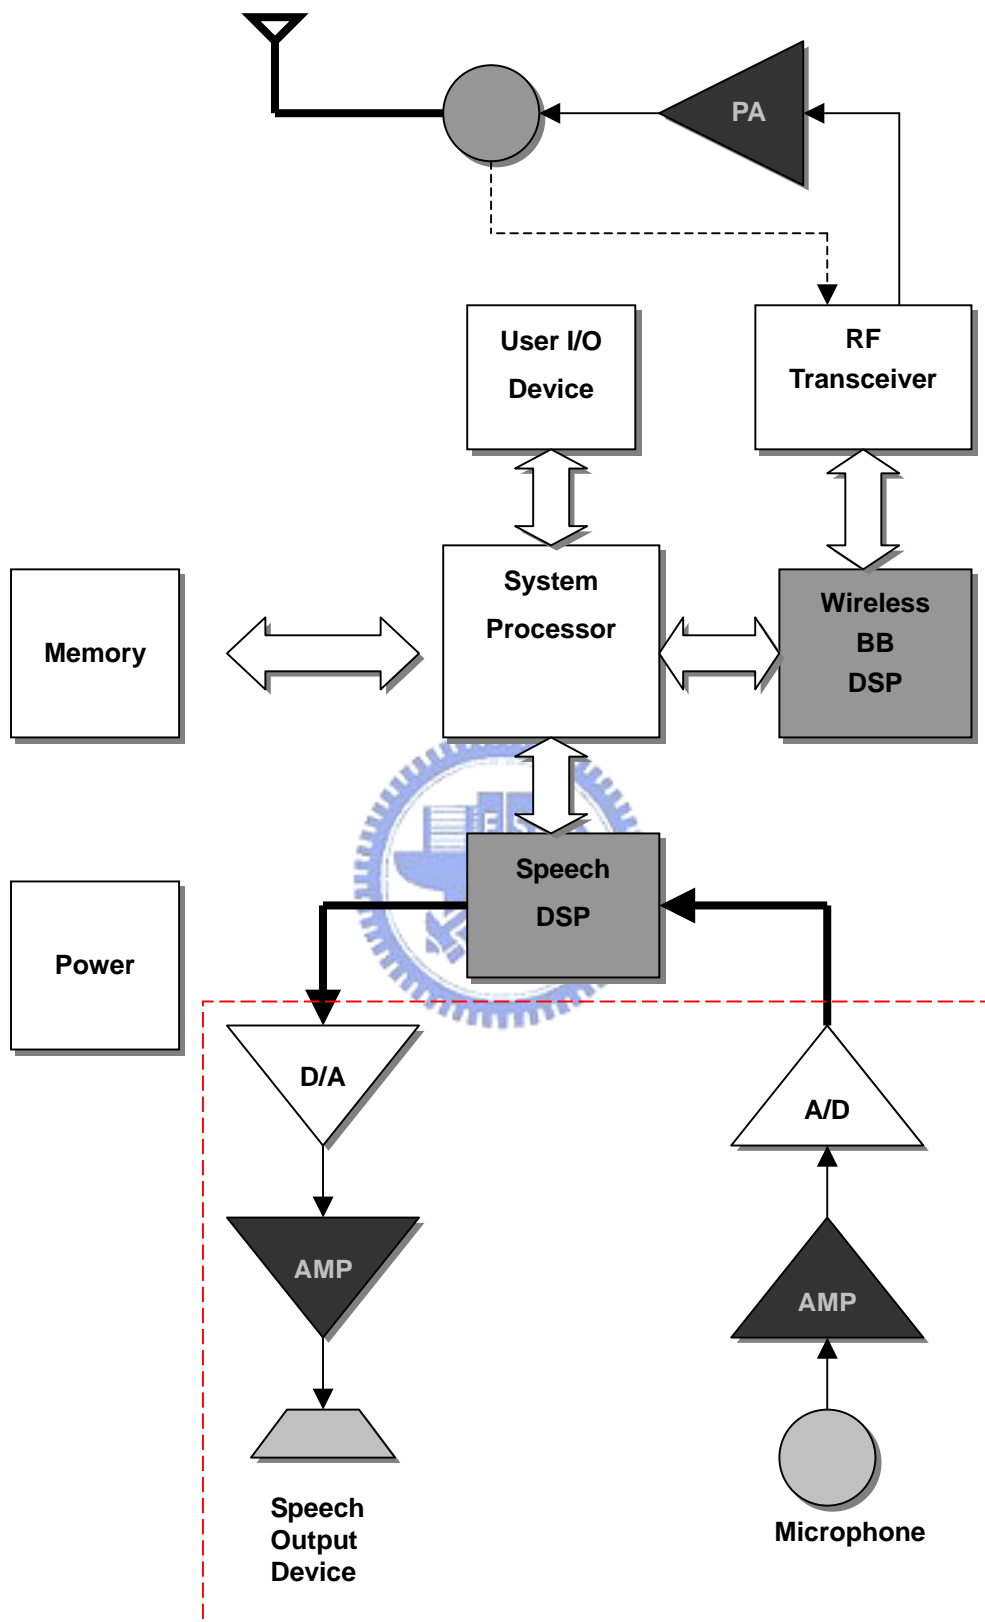 PA
User I/O
Device
RF
Transceiver
System
Processor
Wireless
BB
DSP
Memory
Speech
DSP
Power
D/A
A/D
AMP
AMP
Speech
Output
Device
Microphone